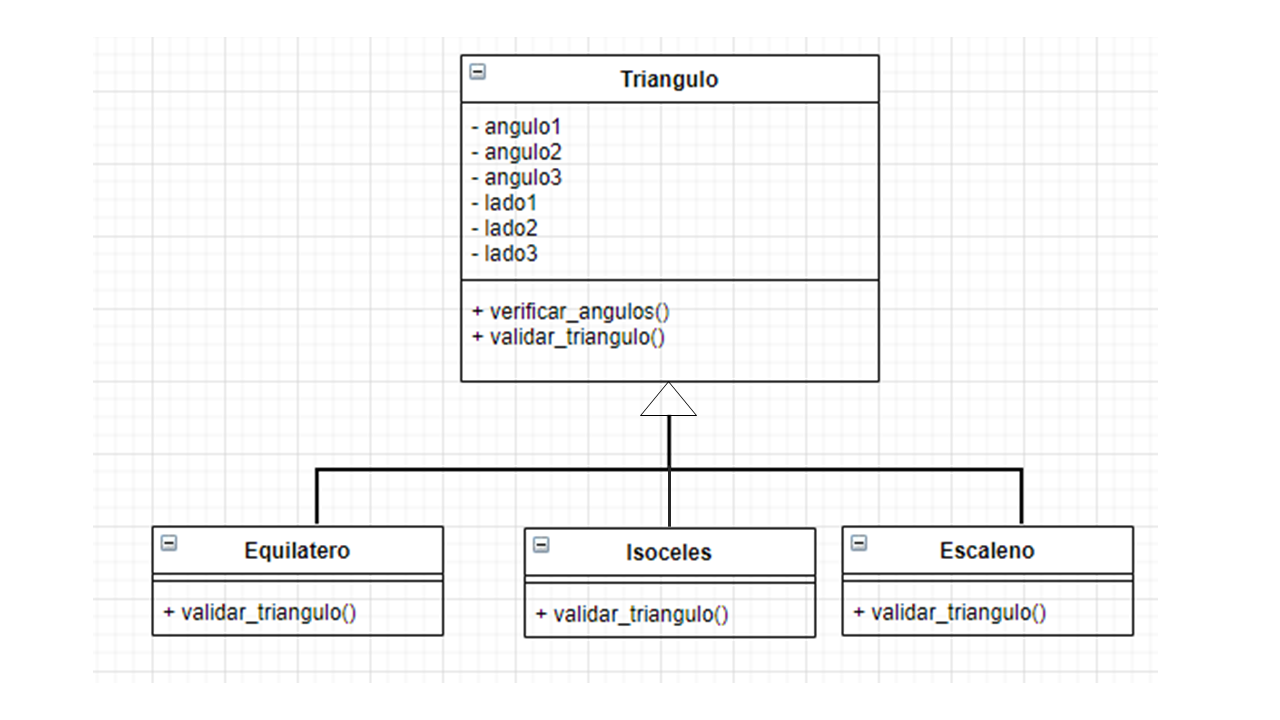 Triangulo
- angulo1
- angulo2
- angulo3
- lado1
- lado2
- lado3
+ verificar_angulos()
+ validar_triangulo()
Equilatero
+ validar_triangulo()
Isoceles
+ validar_triangulo()
Escaleno
+ validar_triangulo()